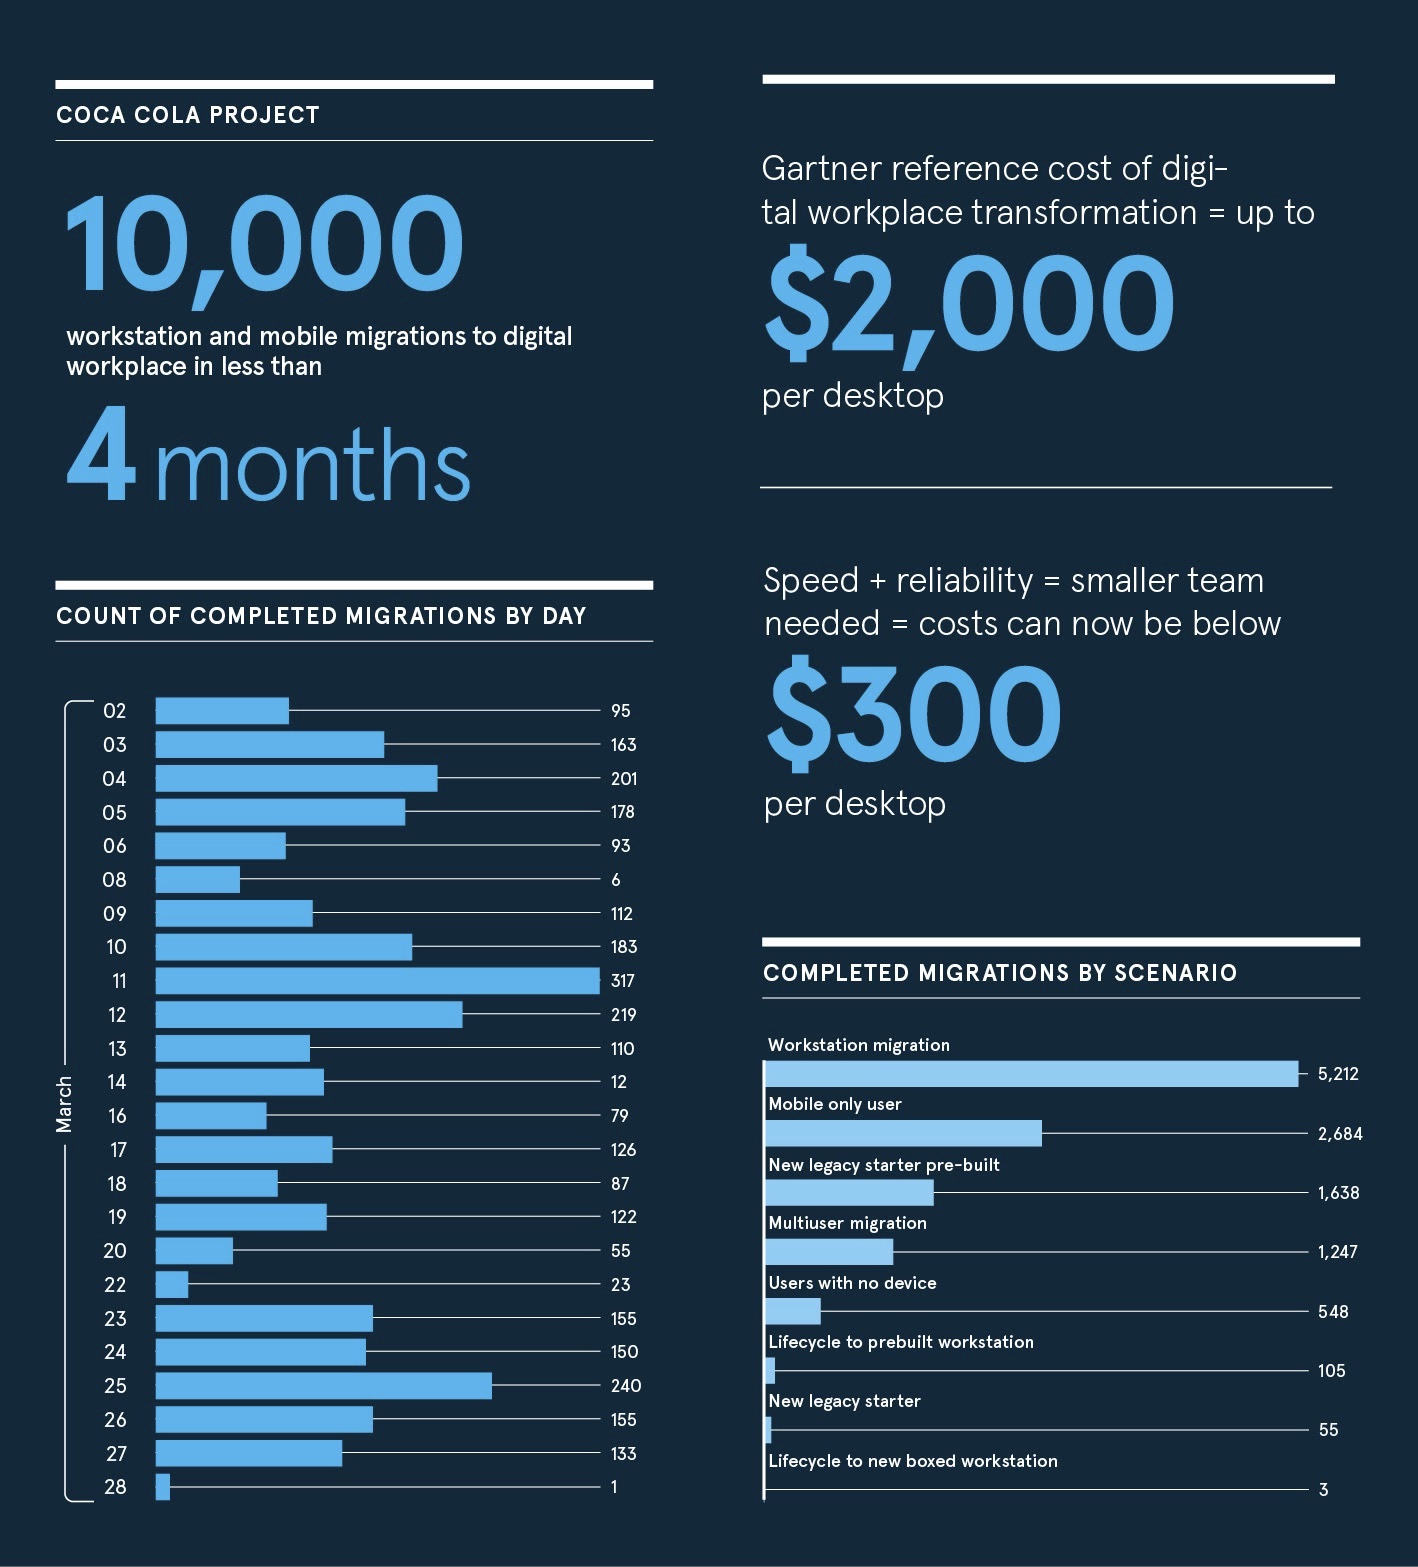 COCA COLA PROJECT
10,000
workstation and mobile migrations to digital
workplace in less than
4 months
COUNT OF COMPLETED MIGRATIONS BY DAY
March
02 95
03 163
04 201
05 178
06 93
08 6
09 112
10 183
11 317
12 219
13 110
14 12
16 79
17 126
18 87
19 122
20 55
22 23
23 155
24 150
25 240
26 155
27 133
28 1
Gartner reference cost of digi-
tal workplace transformation = up to
$2,000
per desktop
Speed + reliability = smaller team
needed = costs can now be below
$300
per desktop
COMPLETED MIGRATIONS BY SCENARIO
Workstation migration
5,212
Mobile only user
2,684
New legacy starter pre-built
1,638
Multiuser migration
1,247
Users with no device
548
Lifecycle to prebuilt workstation
105
New legacy starter
55
Lifecycle to new boxed workstation
3